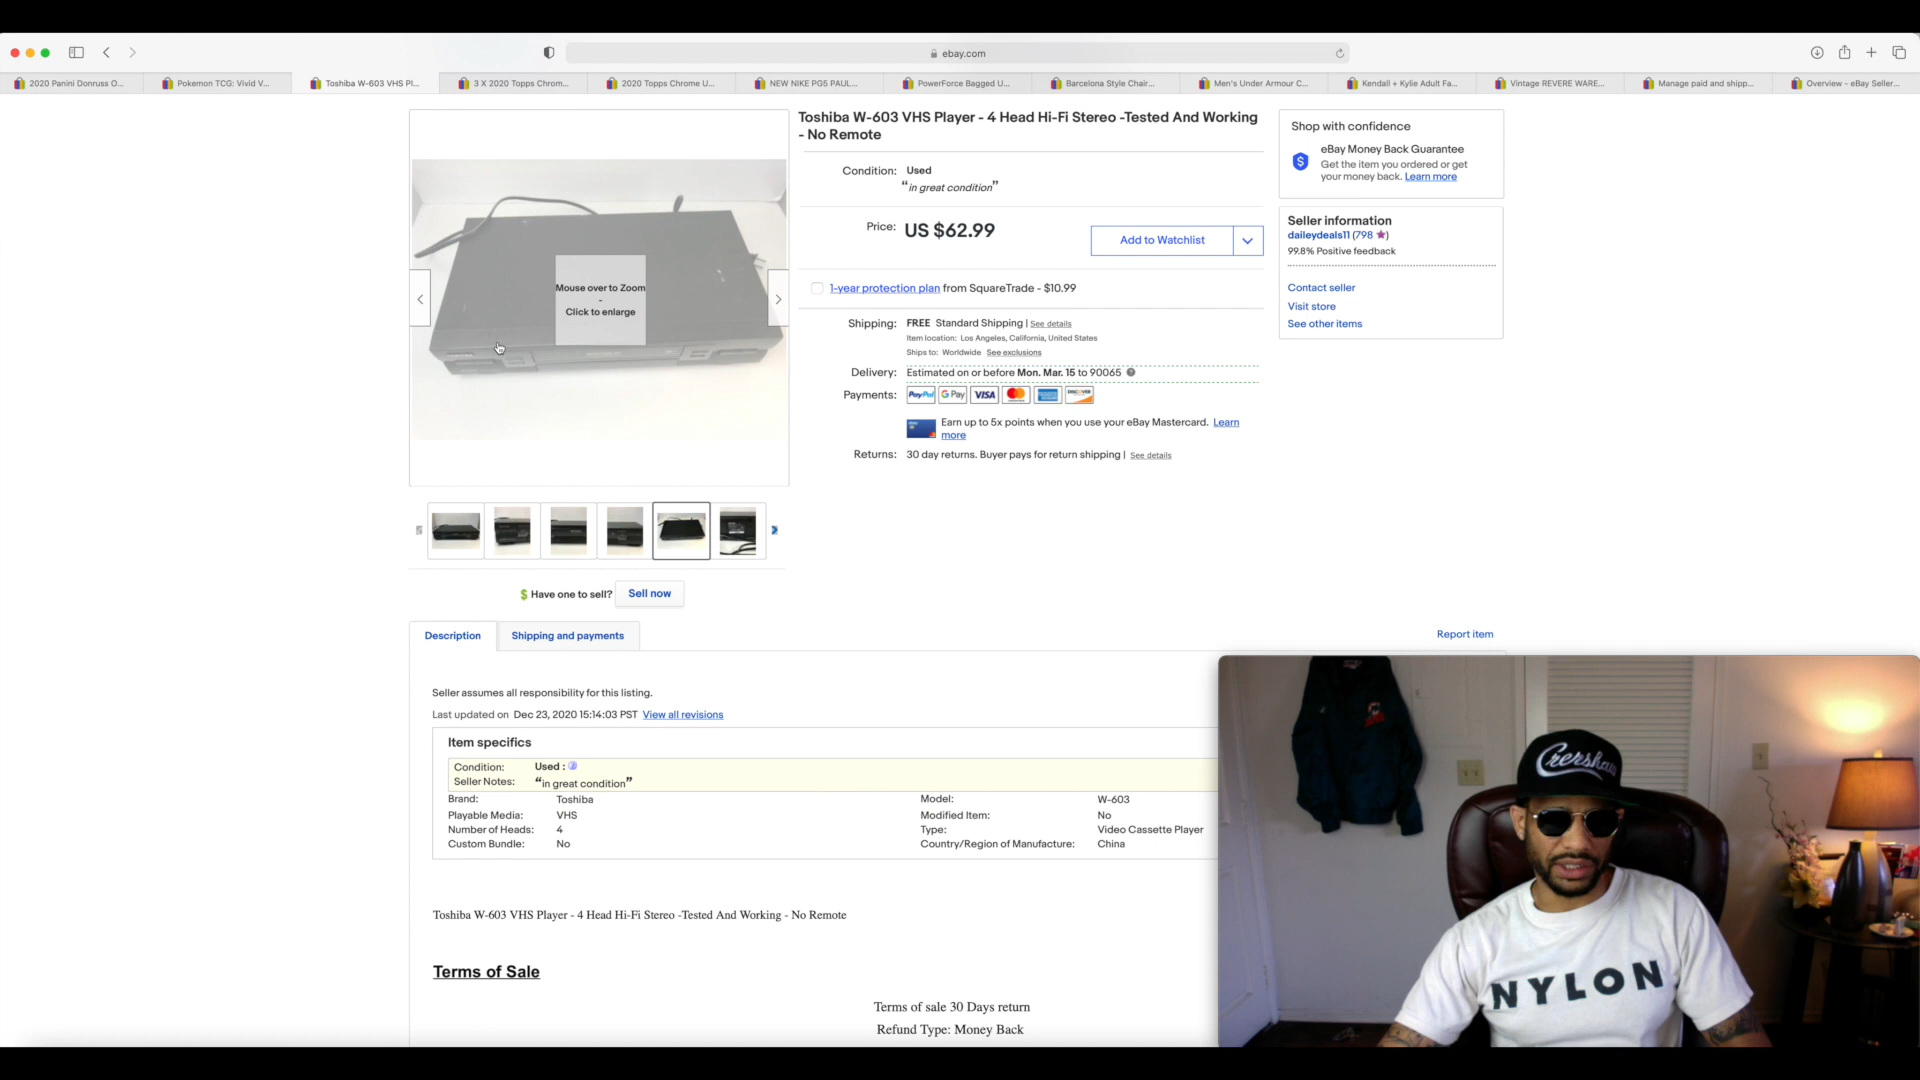 ebay.com
2020 Panini Donruss O...
Pokemon TCG: Vivid V...
Toshiba W-603 VHS Pl...
3 X 2020 Topps Chrom...
2020 Topps Chrome U...
NEW NIKE PG5 PAUL...
PowerForce Bagged U...
Barcelona Style Chair...
Men's Under Armour C...
Kendall + Kylie Adult Fa...
Vintage REVERE WARE...
Manage paid and shipp...
Overview - eBay Seller...
Mouse over to Zoom
-
Click to enlarge
$ Have one to sell? Sell now
Toshiba W-603 VHS Player - 4 Head Hi-Fi Stereo -Tested And Working
- No Remote
Condition: Used
“in great condition”
Price: US $62.99
Add to Watchlist
1-year protection plan from SquareTrade - $10.99
Shipping: FREE Standard Shipping | See details
Item location: Los Angeles, California, United States
Ships to: Worldwide See exclusions
Delivery: Estimated on or before Mon. Mar. 15 to 90065
Payments: PayPal G Pay VISA DISCOVER
Earn up to 5x points when you use your eBay Mastercard. Learn
more
Returns: 30 day returns. Buyer pays for return shipping | See details
Shop with confidence
eBay Money Back Guarantee
Get the item you ordered or get
your money back. Learn more
Seller information
daileydeals11 (798)
99.8% Positive feedback
Contact seller
Visit store
See other items
Description
Shipping and payments
Report item
Seller assumes all responsibility for this listing.
Last updated on Dec 23, 2020 15:14:03 PST View all revisions
Item specifics
Condition: Used :
Seller Notes: “in great condition”
Brand: Toshiba Model: W-603
Playable Media: VHS Modified Item: No
Number of Heads: 4 Type: Video Cassette Player
Custom Bundle: No Country/Region of Manufacture: China
Toshiba W-603 VHS Player - 4 Head Hi-Fi Stereo -Tested And Working - No Remote
Terms of Sale
Terms of sale 30 Days return
Refund Type: Money Back
NYLON